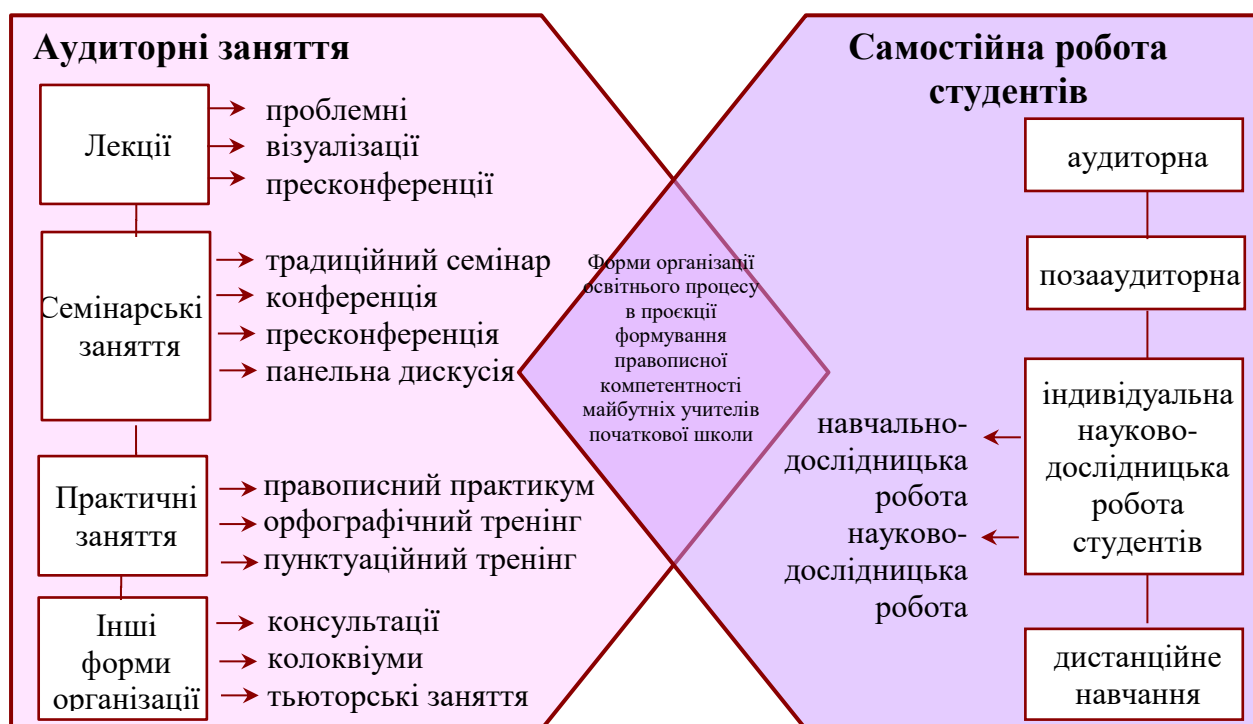 Аудиторні заняття
Лекції
проблемні
візуалізації
пресконференції
Семінарські
заняття
традиційний семінар
конференція
пресконференція
панельна дискусія
Практичні
заняття
правописний практикум
орфографічний тренінг
пунктуаційний тренінг
Інші
форми
організації
консультації
колоквіуми
тьюторські заняття
Форми організації
освітнього процесу
в проєкції
формування
правописної
компетентності
майбутніх учителів
початкової школи
Самостійна робота
студентів
аудиторна
позааудиторна
індивідуальна
науково-
дослідницька
робота
студентів
навчально-
дослідницька
робота
науково-
дослідницька
робота
дистанційне
навчання